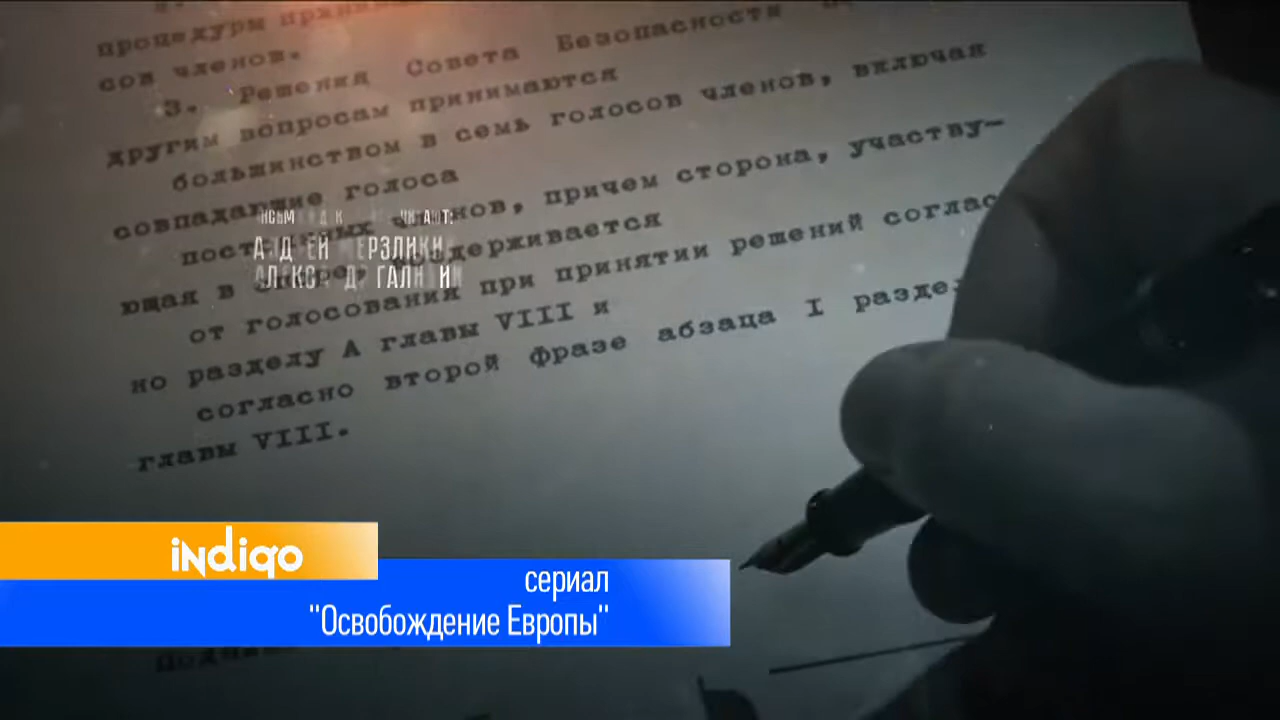 процедуры
сов членов.
3. Решения Совета Безопасности
другим вопросам принимаются
большинством в семь голосов членов, включая
совпадающие голоса
постоянных членов, причем сторона, участву-
ющая в споре, воздерживается
от голосования при принятии решений соглас
но разделу А главы VIII и
согласно второй фразе абзаца I
главы VIII.
indigo
сериал
"Освобождение Европы"